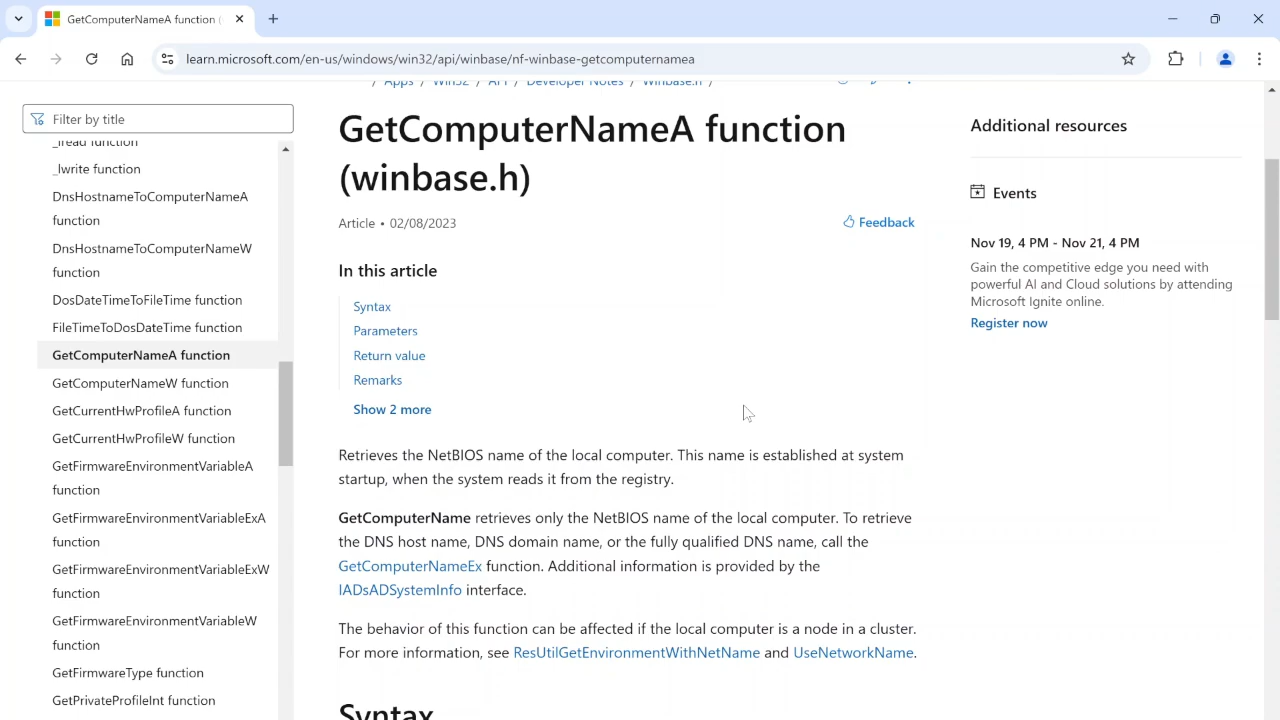 GetComputerNameA function (
learn.microsoft.com/en-us/windows/win32/api/winbase/nf-winbase-getcomputernamea
/ Apps / Win32 / API / Developer Notes / Winbase.h /
Filter by title
_lread function
_lwrite function
DnsHostnameToComputerNameA
function
DnsHostnameToComputerNameW
function
DosDateTimeToFileTime function
FileTimeToDosDateTime function
GetComputerNameA function
GetComputerNameW function
GetCurrentHwProfileA function
GetCurrentHwProfileW function
GetFirmwareEnvironmentVariableA
function
GetFirmwareEnvironmentVariableExA
function
GetFirmwareEnvironmentVariableExW
function
GetFirmwareEnvironmentVariableW
function
GetFirmwareType function
GetPrivateProfileInt function
GetComputerNameA function
(winbase.h)
Article • 02/08/2023
Feedback
In this article
Syntax
Parameters
Return value
Remarks
Show 2 more
Retrieves the NetBIOS name of the local computer. This name is established at system
startup, when the system reads it from the registry.
GetComputerName retrieves only the NetBIOS name of the local computer. To retrieve
the DNS host name, DNS domain name, or the fully qualified DNS name, call the
GetComputerNameEx function. Additional information is provided by the
IADsADSystemInfo interface.
The behavior of this function can be affected if the local computer is a node in a cluster.
For more information, see ResUtilGetEnvironmentWithNetName and UseNetworkName.
Syntax
Additional resources
Events
Nov 19, 4 PM - Nov 21, 4 PM
Gain the competitive edge you need with
powerful AI and Cloud solutions by attending
Microsoft Ignite online.
Register now